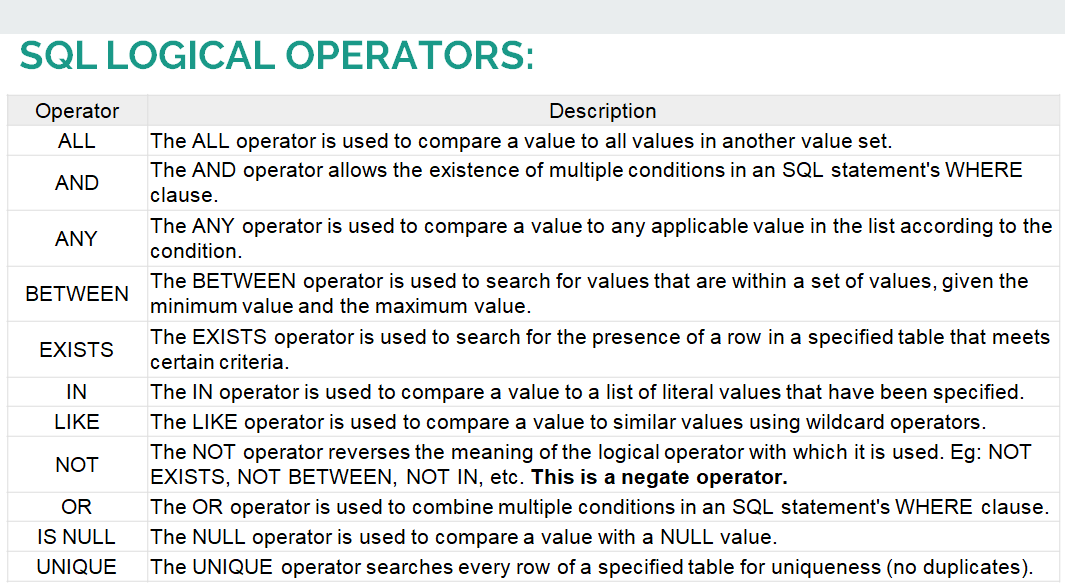 SQL LOGICAL OPERATORS:
Operator Description
ALL The ALL operator is used to compare a value to all values in another value set.
AND The AND operator allows the existence of multiple conditions in an SQL statement's WHERE
clause.
ANY The ANY operator is used to compare a value to any applicable value in the list according to the
condition.
BETWEEN The BETWEEN operator is used to search for values that are within a set of values, given the
minimum value and the maximum value.
EXISTS The EXISTS operator is used to search for the presence of a row in a specified table that meets
certain criteria.
IN The IN operator is used to compare a value to a list of literal values that have been specified.
LIKE The LIKE operator is used to compare a value to similar values using wildcard operators.
NOT The NOT operator reverses the meaning of the logical operator with which it is used. Eg: NOT
EXISTS, NOT BETWEEN, NOT IN, etc. This is a negate operator.
OR The OR operator is used to combine multiple conditions in an SQL statement's WHERE clause.
IS NULL The NULL operator is used to compare a value with a NULL value.
UNIQUE The UNIQUE operator searches every row of a specified table for uniqueness (no duplicates).